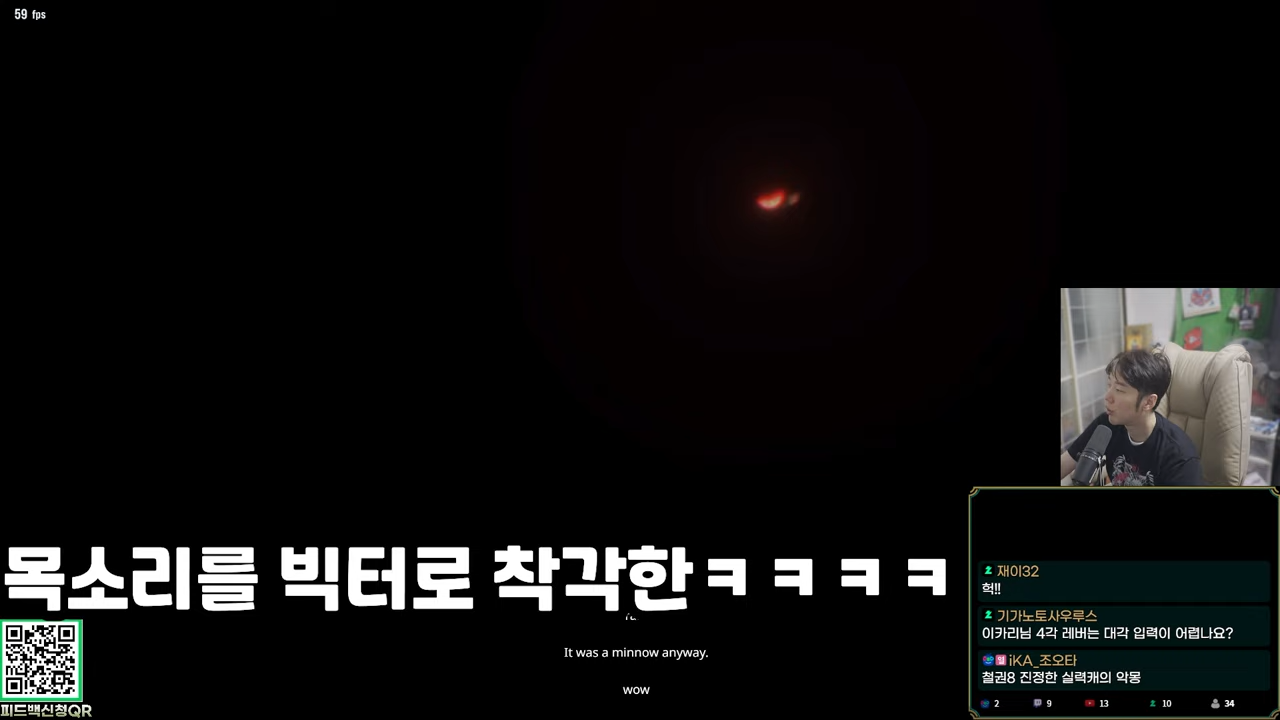 59 fps
목소리를 빅터로 착각한ㅋㅋㅋㅋ
It was a minnow anyway.
wow
피드백신청QR
재이32
헉!!
기가노토사우루스
이카리님 4각 레버는 대각 입력이 어렵나요?
iKA_조오타
철권8 진정한 실력캐의 악몽
2 9 13 10 34